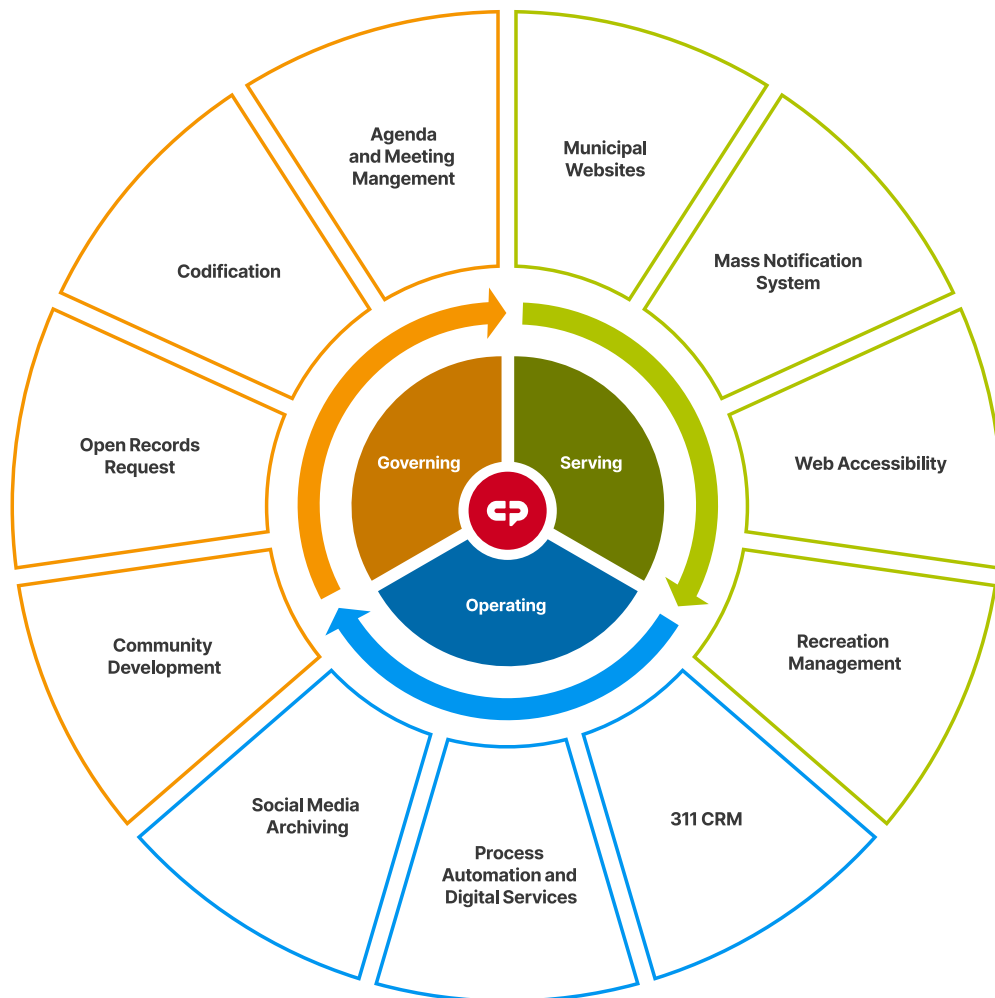 Agenda
and Meeting
Mangement
Municipal
Websites
Mass Notification
System
Web Accessibility
Recreation
Management
311 CRM
Process
Automation and
Digital Services
Social Media
Archiving
Community
Development
Open Records
Request
Codification
Governing
Serving
Operating